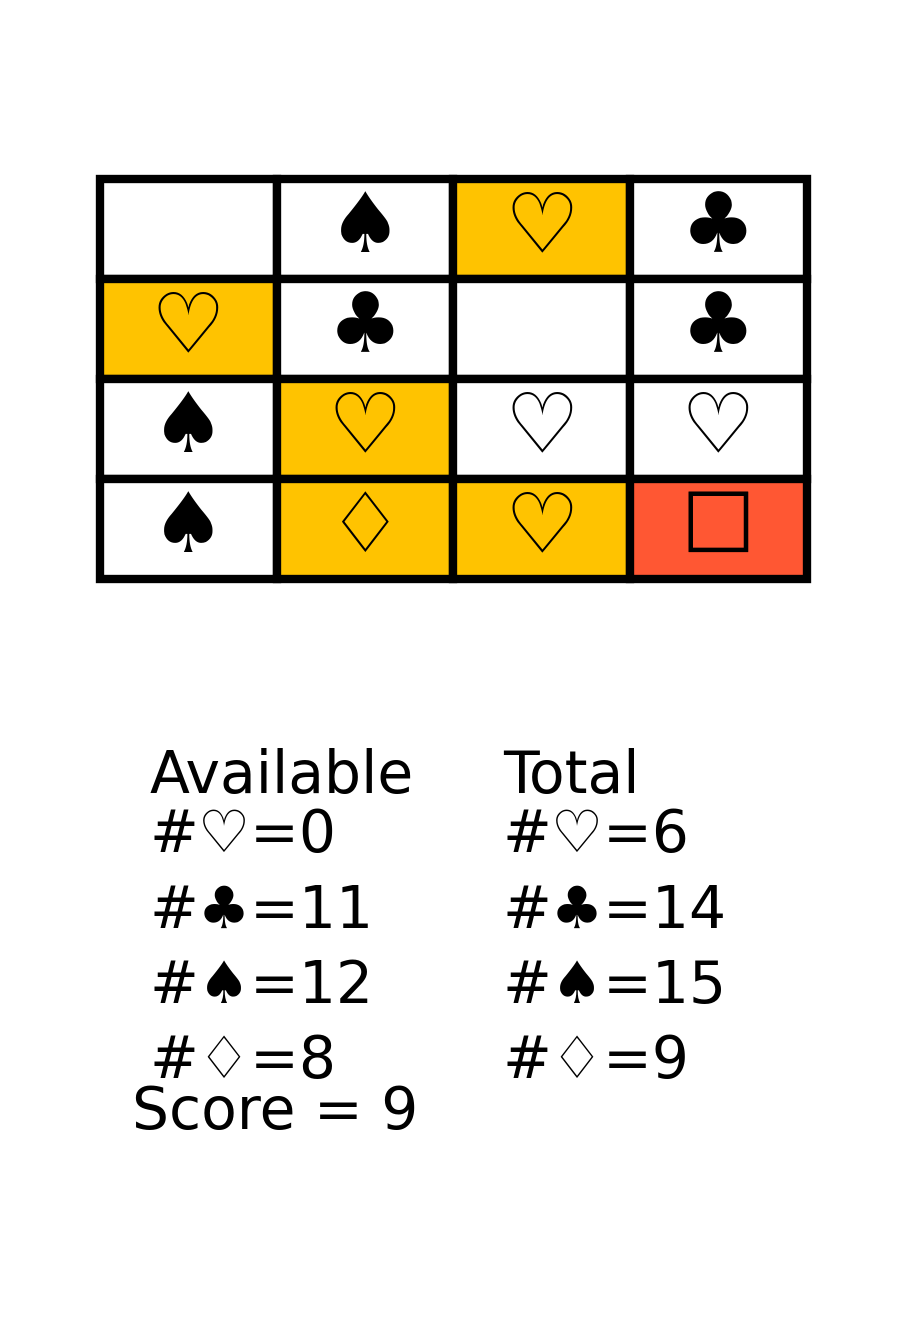 ♠ ♡ ♣
♡ ♣ ♣
♠ ♡ ♡ ♡
♠ ♢ ♡ □
Available Total
#♡=0 #♡=6
#♣=11 #♣=14
#♠=12 #♠=15
#♢=8 #♢=9
Score = 9